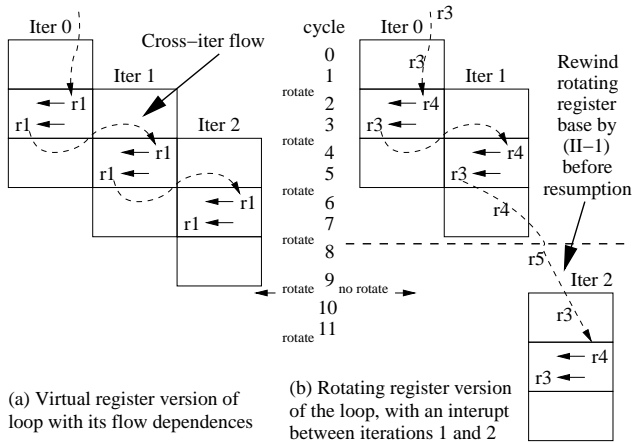 r3
Iter 0
cycle
Iter 0
Cross–iter flow
Rewind
rotating
register
base by
(II–1)
before
resumption
0
r3
Iter 1
1
Iter 1
rotate
r1
2
r4
r1
3
r3
Iter 2
rotate
r1
4
r4
r1
5
r3
rotate
r1
6
r4
r1
7
rotate
8
r5
9
Iter 2
rotate
no rotate
10
r3
rotate
11
r4
r3
(a) Virtual register version of
loop with its flow dependences
(b) Rotating register version
of the loop, with an interupt
between iterations 1 and 2